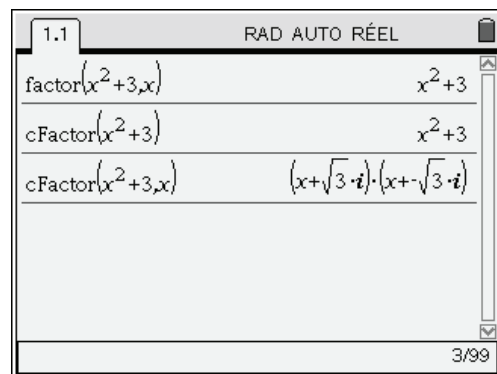 1.1 RAD AUTO RÉEL
factor(x²+3,x) x²+3
cFactor(x²+3) x²+3
cFactor(x²+3,x) (x+√3·i)·(x+-√3·i)
3/99